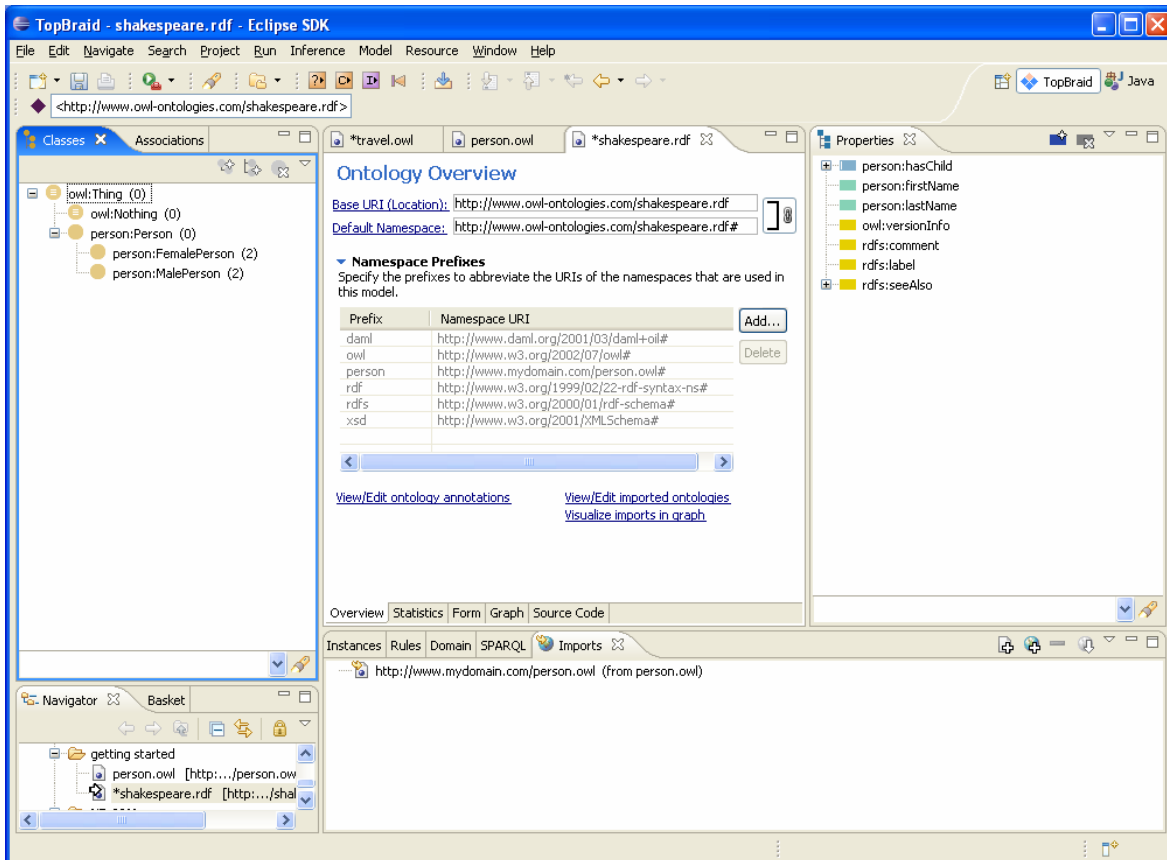 TopBraid - shakespeare.rdf - Eclipse SDK
File Edit Navigate Search Project Run Inference Model Resource Window Help
TopBraid Java
<http://www.owl-ontologies.com/shakespeare.rdf>
Classes Associations
owl:Thing (0)
owl:Nothing (0)
person:Person (0)
person:FemalePerson (2)
person:MalePerson (2)
*travel.owl person.owl *shakespeare.rdf
Ontology Overview
Base URI (Location): http://www.owl-ontologies.com/shakespeare.rdf
Default Namespace: http://www.owl-ontologies.com/shakespeare.rdf#
Namespace Prefixes
Specify the prefixes to abbreviate the URIs of the namespaces that are used in
this model.
Prefix Namespace URI
daml http://www.daml.org/2001/03/daml+oil#
owl http://www.w3.org/2002/07/owl#
person http://www.mydomain.com/person.owl#
rdf http://www.w3.org/1999/02/22-rdf-syntax-ns#
rdfs http://www.w3.org/2000/01/rdf-schema#
xsd http://www.w3.org/2001/XMLSchema#
Add...
Delete
View/Edit ontology annotations View/Edit imported ontologies
Visualize imports in graph
Overview Statistics Form Graph Source Code
Properties
person:hasChild
person:firstName
person:lastName
owl:versionInfo
rdfs:comment
rdfs:label
rdfs:seeAlso
Instances Rules Domain SPARQL Imports
http://www.mydomain.com/person.owl (from person.owl)
Navigator Basket
getting started
person.owl [http:.../person.ow
*shakespeare.rdf [http:.../shal